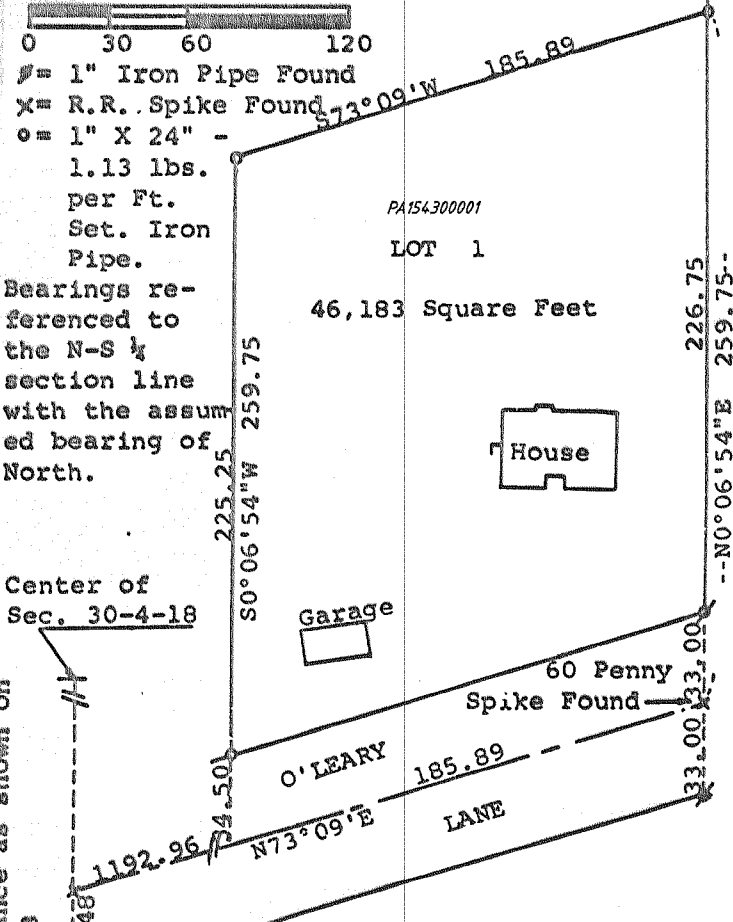 0 30 60 120
= 1" Iron Pipe Found
x= R.R. Spike Found
o= 1" X 24" -
1.13 lbs.
per Ft.
Set. Iron
Pipe.
Bearings re-
ferenced to
the N-S ¼
section line
with the assum
ed bearing of
North.
S73°09'W 185.89
PA154300001
LOT 1
46,183 Square Feet
226.75
--N0°06'54"E 259.75--
S0°06'54"W 259.75
225.25
House
Garage
Center of
Sec. 30-4-18
60 Penny
Spike Found
33.00
33.00
34.50
O'LEARY
LANE
N73°09'E 185.89
1192.96
as shown on
48